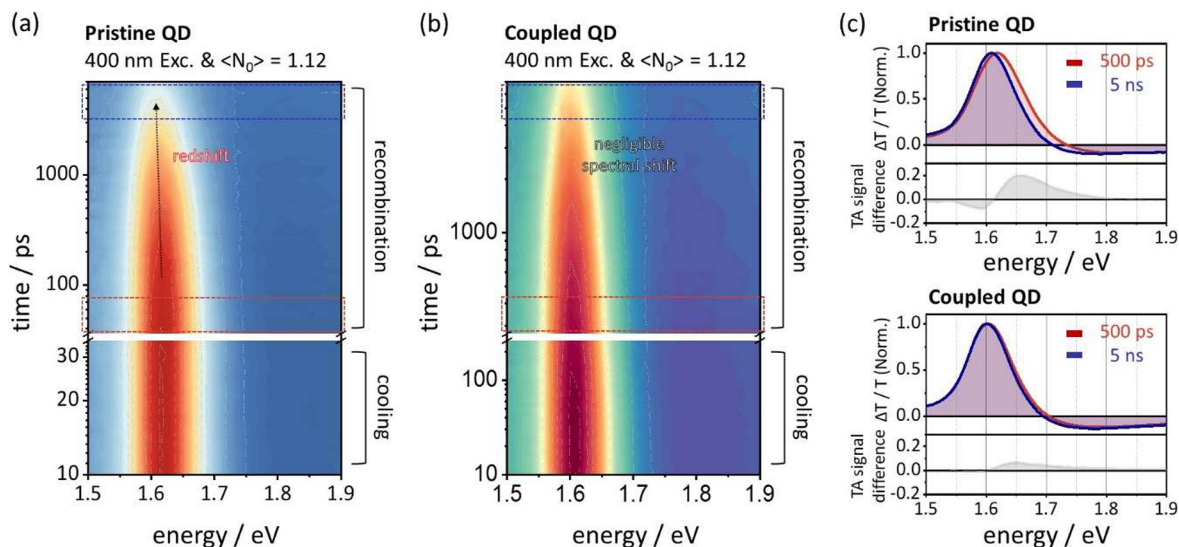 (a)
Pristine QD
400 nm Exc. & <N₀> = 1.12
redshift
recombination
cooling
time / ps
1000
100
30
20
10
1.5 1.6 1.7 1.8 1.9
energy / eV
(b)
Coupled QD
400 nm Exc. & <N₀> = 1.12
negligible
spectral shift
recombination
cooling
time / ps
1000
100
10
1.5 1.6 1.7 1.8 1.9
energy / eV
(c)
Pristine QD
500 ps
5 ns
ΔT / T (Norm.)
1.0
0.5
0.0
TA signal
difference
0.2
0.0
-0.2
1.5 1.6 1.7 1.8 1.9
energy / eV
Coupled QD
500 ps
5 ns
ΔT / T (Norm.)
1.0
0.5
0.0
TA signal
difference
0.2
0.0
-0.2
1.5 1.6 1.7 1.8 1.9
energy / eV